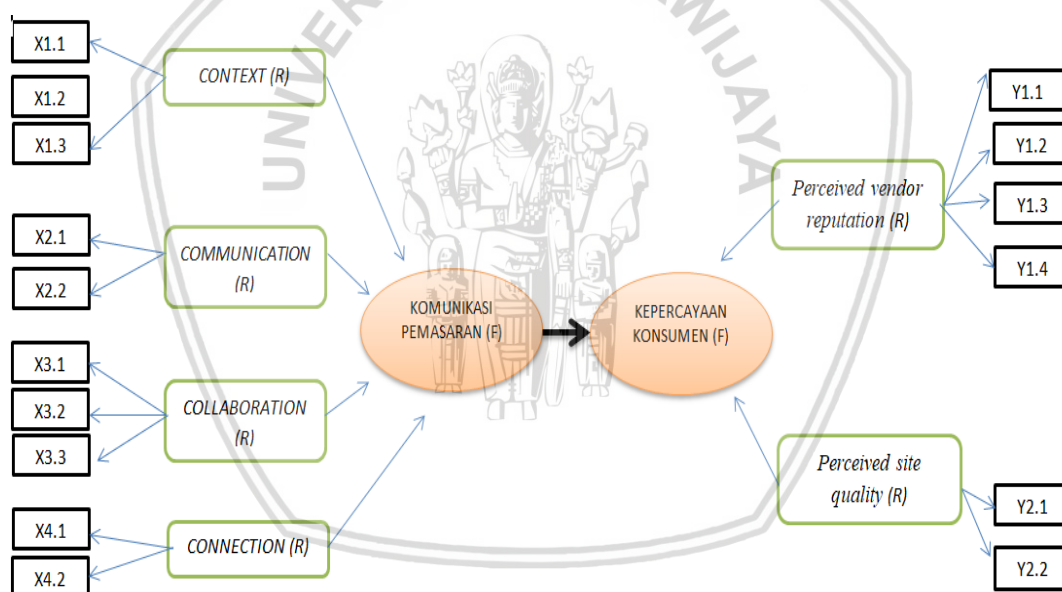 X1.1
X1.2
X1.3
CONTEXT (R)
X2.1
X2.2
COMMUNICATION
(R)
X3.1
X3.2
X3.3
COLLABORATION
(R)
X4.1
X4.2
CONNECTION (R)
KOMUNIKASI
PEMASARAN (F)
KEPERCAYAAN
KONSUMEN (F)
Perceived vendor
reputation (R)
Y1.1
Y1.2
Y1.3
Y1.4
Perceived site
quality (R)
Y2.1
Y2.2